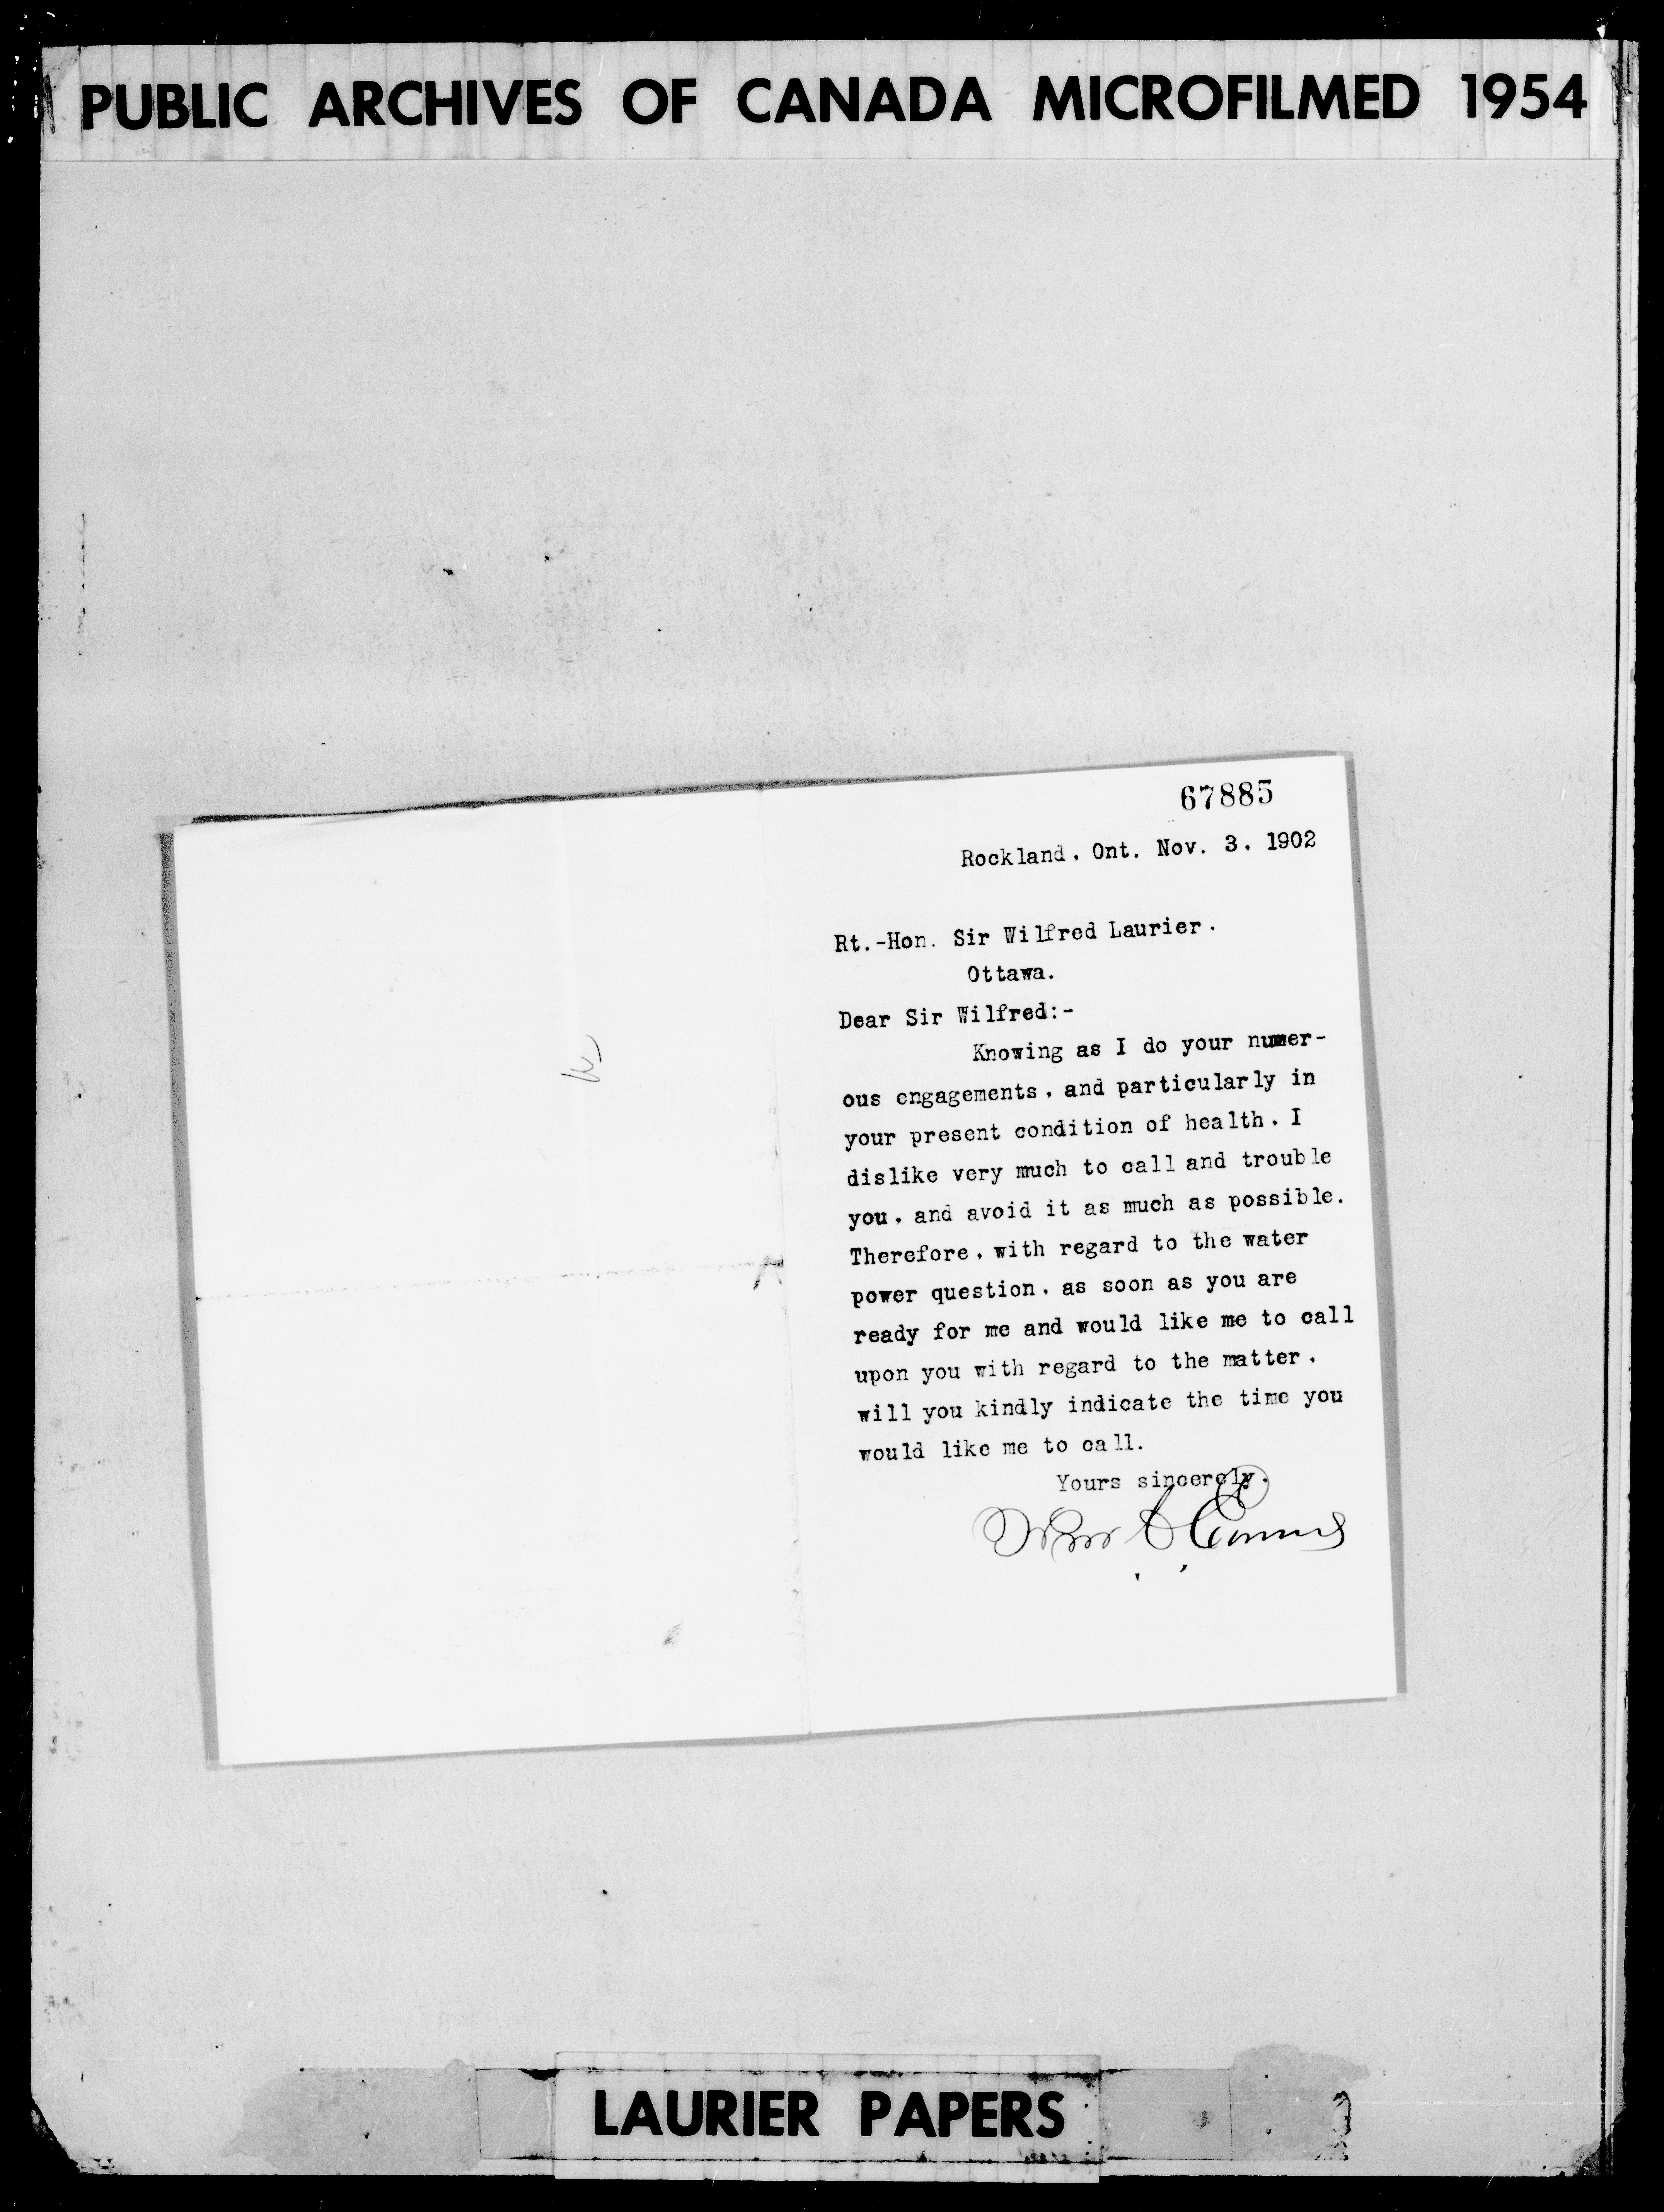 PUBLIC ARCHIVES OF CANADA MICROFILMED 1954
67885
Rockland, Ont. Nov. 3, 1902
Rt.-Hon. Sir Wilfred Laurier,
Ottawa.
Dear Sir Wilfred:-
Knowing as I do your numer-
ous engagements, and particularly in
your present condition of health, I
dislike very much to call and trouble
you, and avoid it as much as possible.
Therefore, with regard to the water
power question, as soon as you are
ready for me and would like me to call
upon you with regard to the matter,
will you kindly indicate the time you
would like me to call.
Yours sincerely,
LAURIER PAPERS